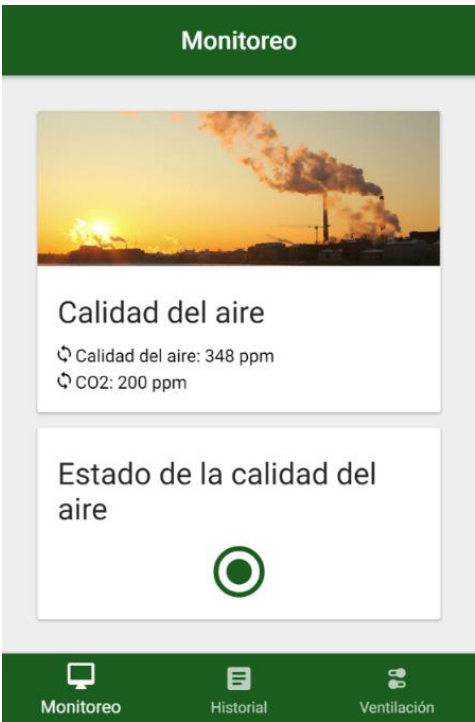 Monitoreo
Calidad del aire
Calidad del aire: 348 ppm
CO2: 200 ppm
Estado de la calidad del
aire
Monitoreo
Historial
Ventilación